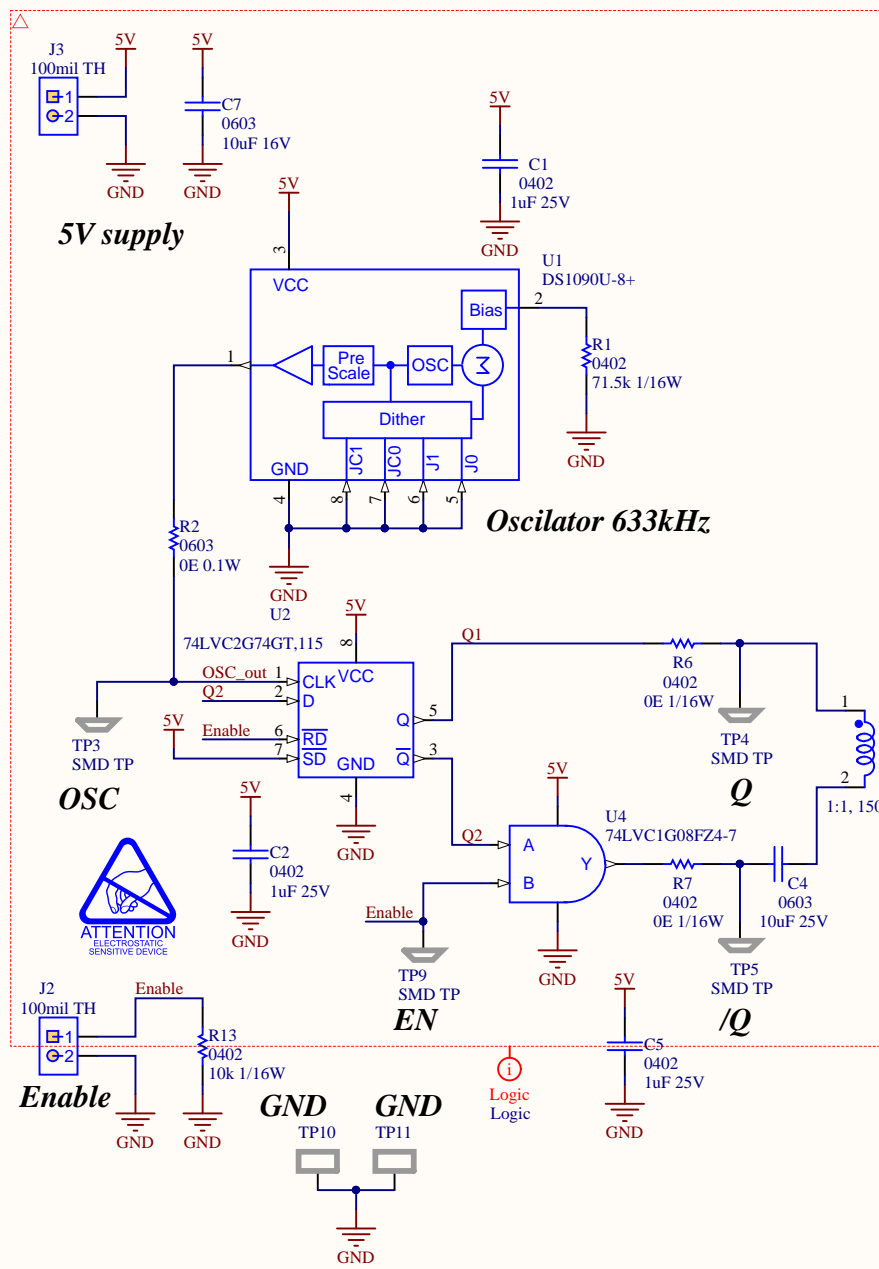 J3
100mil TH
1
2
5V
GND
5V
C7
0603
10uF 16V
GND
5V supply
5V
C1
0402
1uF 25V
GND
5V
3
VCC
U1
DS1090U-8+
Bias
2
R1
0402
71.5k 1/16W
GND
1
Pre
Scale
OSC
Σ
Dither
JC1
JC0
J1
J0
GND
4
8
7
6
5
GND
Oscilator 633kHz
R2
0603
0E 0.1W
U2
74LVC2G74GT,115
5V
8
VCC
OSC_out
1
CLK
Q2
2
D
Enable
6
RD
5V
7
SD
GND
4
GND
Q
5
Q
3
Q1
Q2
TP3
SMD TP
OSC
5V
C2
0402
1uF 25V
GND
R6
0402
0E 1/16W
TP4
SMD TP
Q
1
2
1:1, 150
5V
U4
74LVC1G08FZ4-7
A
B
Y
GND
Enable
TP9
SMD TP
EN
R7
0402
0E 1/16W
C4
0603
10uF 25V
TP5
SMD TP
/Q
ATTENTION
ELECTROSTATIC
SENSITIVE DEVICE
J2
100mil TH
1
2
Enable
R13
0402
10k 1/16W
GND
GND
Enable
GND
TP10
GND
TP11
GND
i
Logic
Logic
5V
C5
0402
1uF 25V
GND